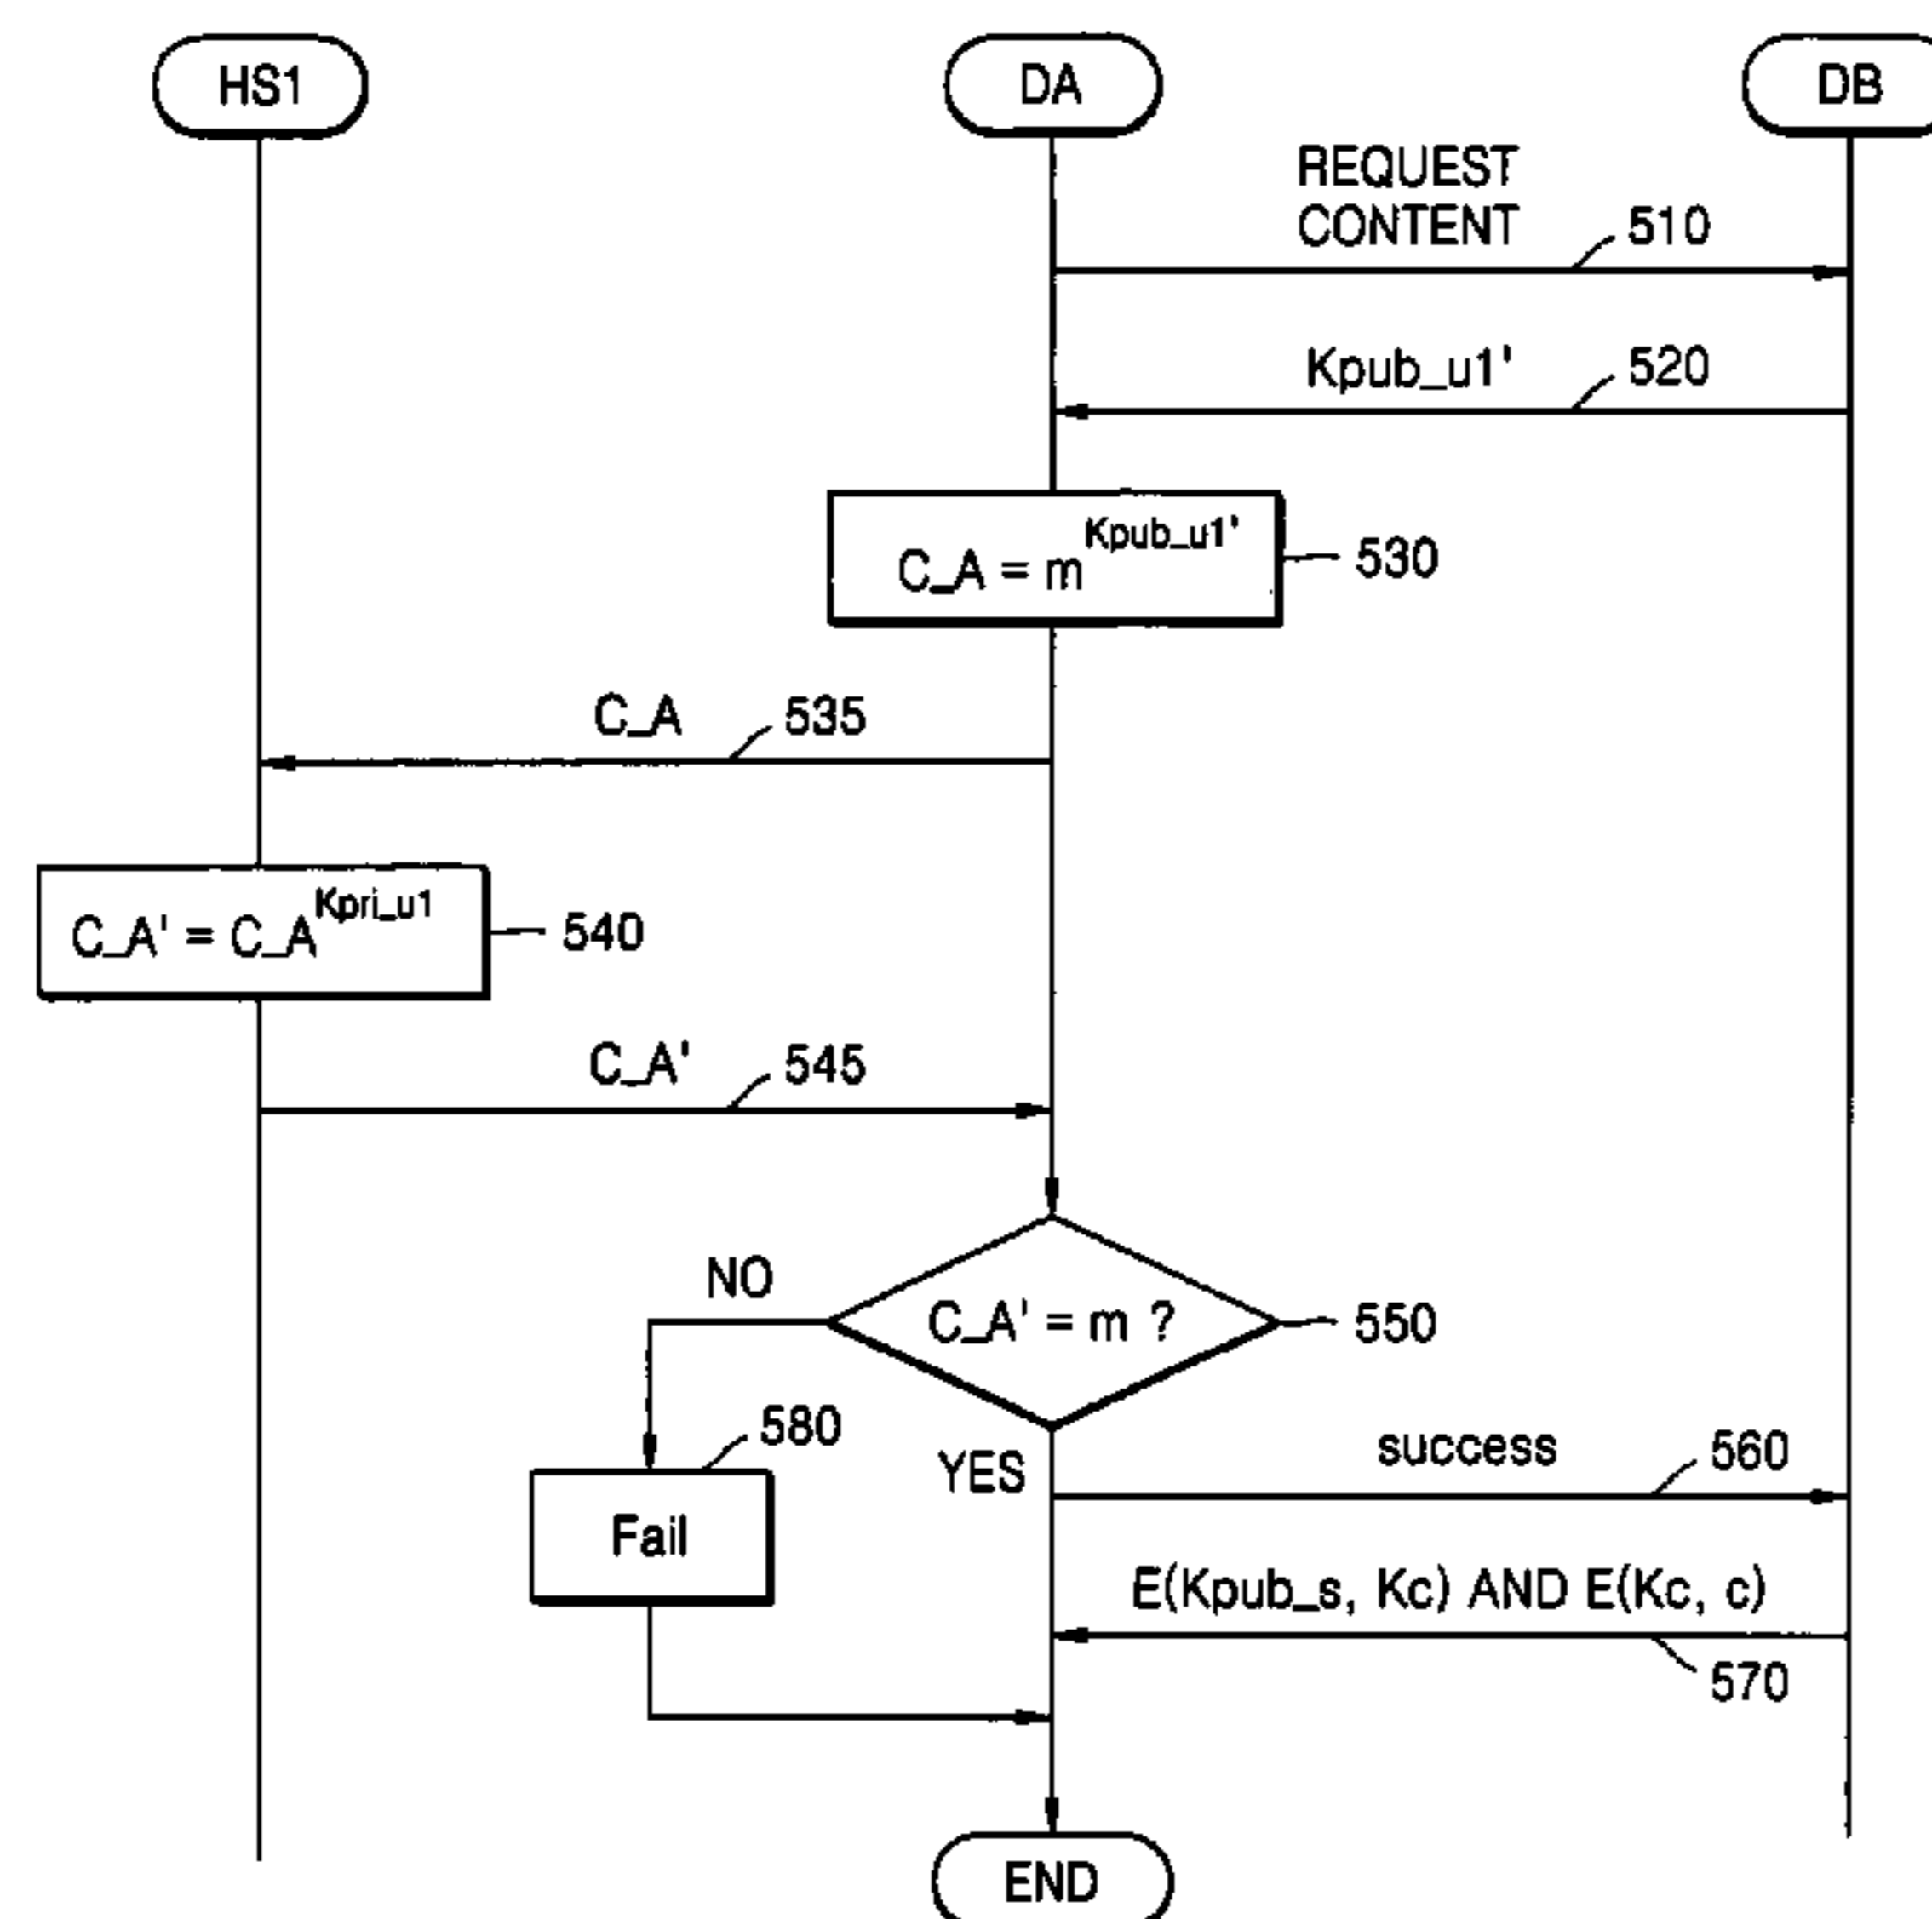 HS1
DA
DB
REQUEST
CONTENT
510
Kpub_u1'
520
C_A = m^Kpub_u1'
530
C_A
535
C_A' = C_A^Kpri_u1
540
C_A'
545
NO
C_A' = m ?
550
580
YES
success
560
Fail
E(Kpub_s, Kc) AND E(Kc, c)
570
END